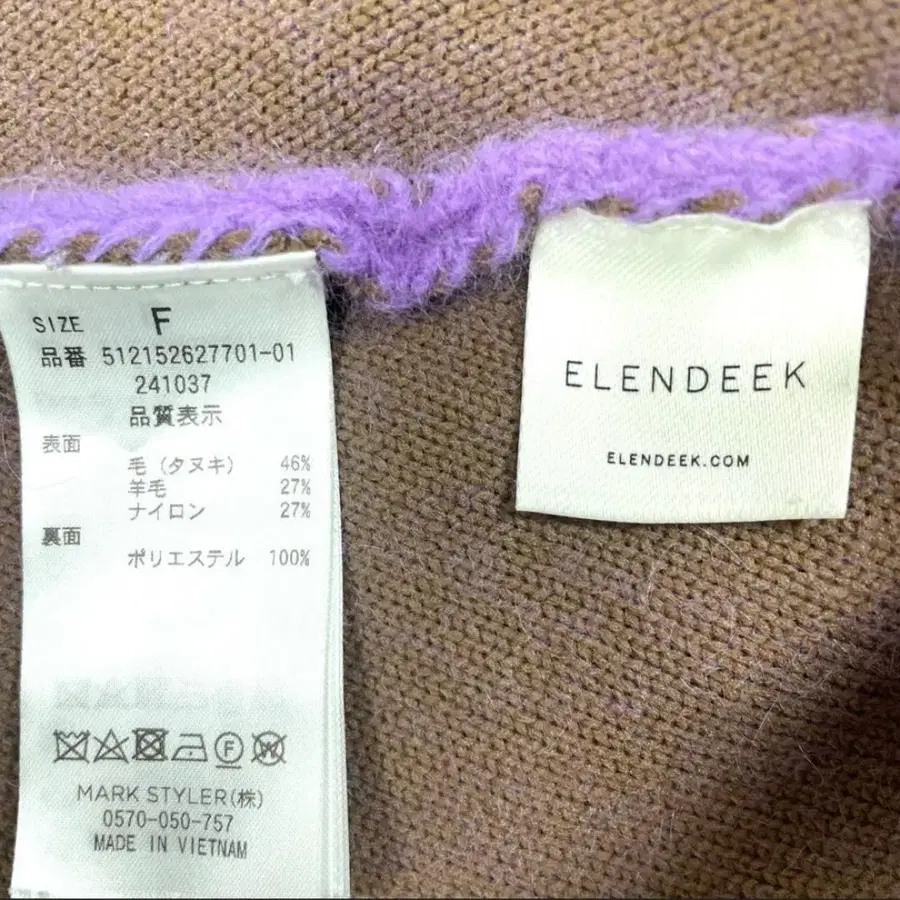 SIZE F
品番 512152627701-01
241037
品質表示
表面
毛（タヌキ） 46%
羊毛 27%
ナイロン 27%
裏面
ポリエステル 100%
F
W
MARK STYLER(株)
0570-050-757
MADE IN VIETNAM
ELENDEEK
ELENDEEK.COM